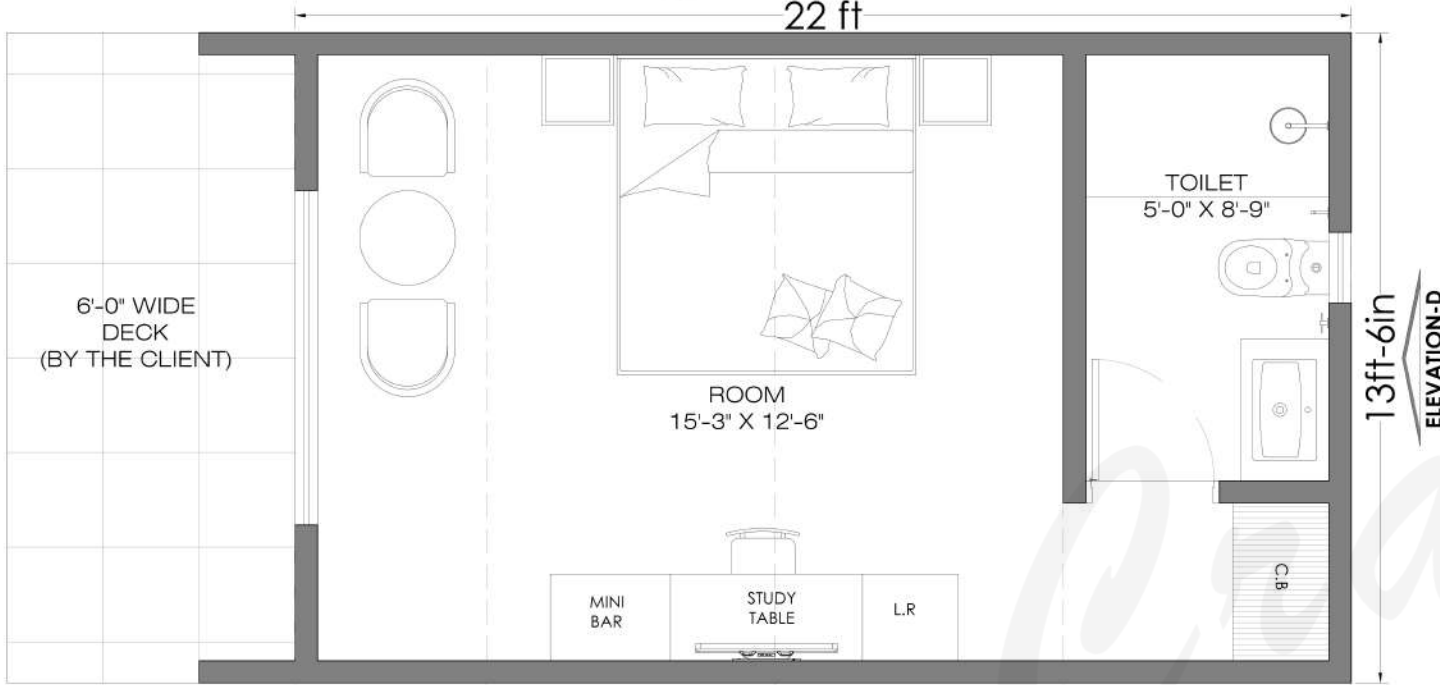 22 ft
TOILET
5'-0" X 8'-9"
6'-0" WIDE
DECK
(BY THE CLIENT)
13ft-6in
ELEVATION-D
ROOM
15'-3" X 12'-6"
MINI
BAR
STUDY
TABLE
L.R
C.B